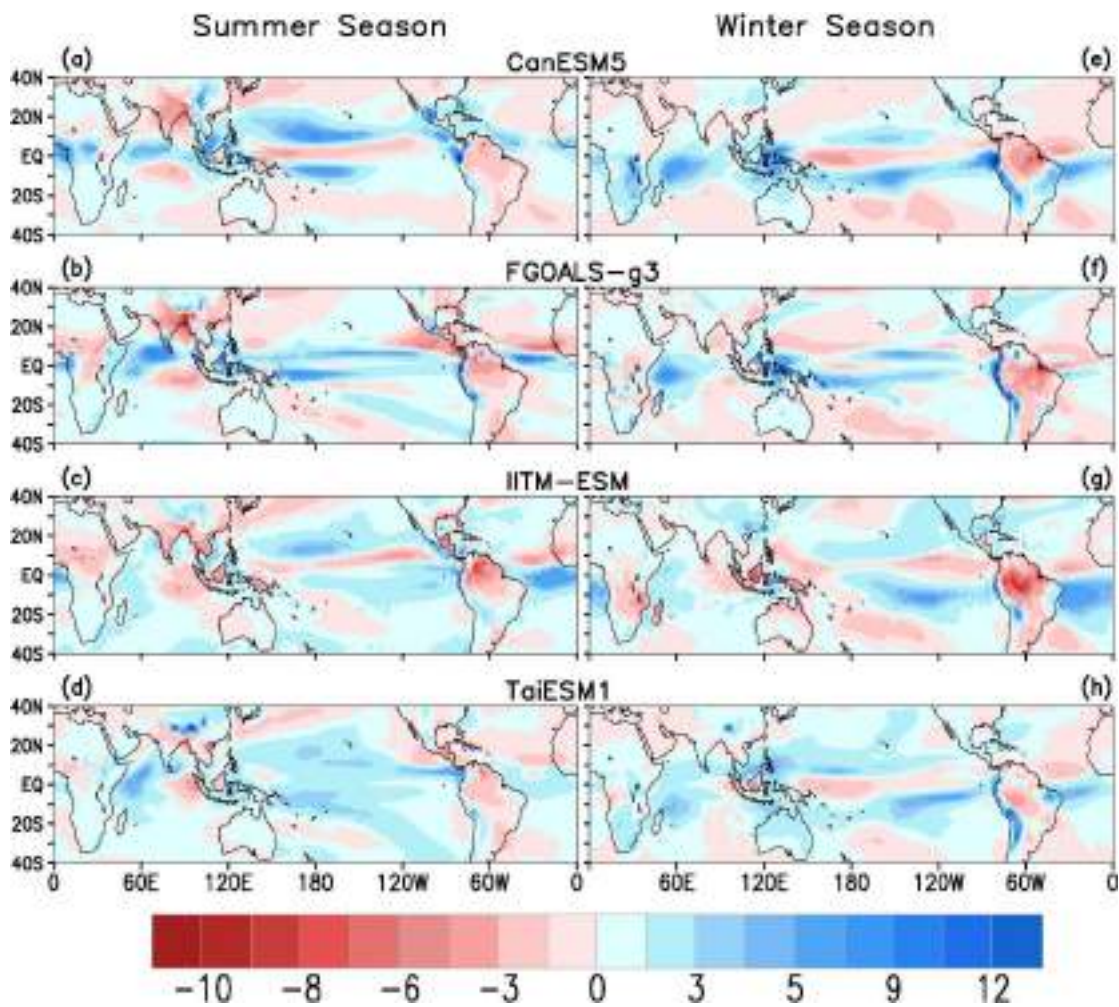 Summer Season Winter Season
(a) CanESM5 (e)
40N
20N
EQ
20S
40S
(b) FGOALS-g3 (f)
40N
20N
EQ
20S
40S
(c) IITM-ESM (g)
40N
20N
EQ
20S
40S
(d) TaiESM1 (h)
40N
20N
EQ
20S
40S
0 60E 120E 180 120W 60W 0 60E 120E 180 120W 60W 0
-10 -8 -6 -3 0 3 5 9 12